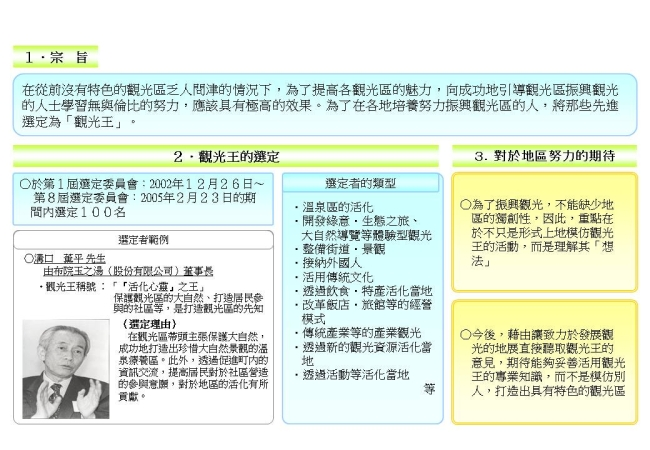 １．宗　旨
在從前沒有特色的觀光區乏人問津的情況下，為了提高各觀光區的魅力，向成功地引導觀光區振興觀光
的人士學習無與倫比的努力，應該具有極高的效果。為了在各地培養努力振興觀光區的人，將那些先進
選定為「觀光王」。
２．觀光王的選定
○於第１屆選定委員會：2002年１２月２６日～
第８屆選定委員會：2005年２月２３日的期
間內選定１００名
選定者範例
○溝口　薰平 先生
由布院玉之湯（股份有限公司）董事長
・觀光王稱號：「『活化心靈』之王」
保護觀光區的大自然、打造居民參
與的社區等，是打造觀光區的先知
（選定理由）
在觀光區帶頭主張保護大自然，
成功地打造出珍惜大自然景觀的溫
泉療養區。此外，透過促進町內的
資訊交流，提高居民對於社區營造
的參與意願，對於地區的活化有所
貢獻。
選定者的類型
・溫泉區的活化
・開發綠意・生態之旅、
大自然導覽等體驗型觀光
・整備街道・景觀
・接納外國人
・活用傳統文化
・透過飲食・特產活化當地
・改革飯店・旅館等的經營
模式
・傳統產業等的產業觀光
・透過新的觀光資源活化當
地
・透過活動等活化當地
等
３. 對於地區努力的期待
○為了振興觀光，不能缺少地
區的獨創性，因此，重點在
於不只是形式上地模仿觀光
王的活動，而是理解其「想
法」
○今後，藉由讓致力於發展觀
光的地展直接聽取觀光王的
意見，期待能夠妥善活用觀光
王的專業知識，而不是模仿別
人，打造出具有特色的觀光區